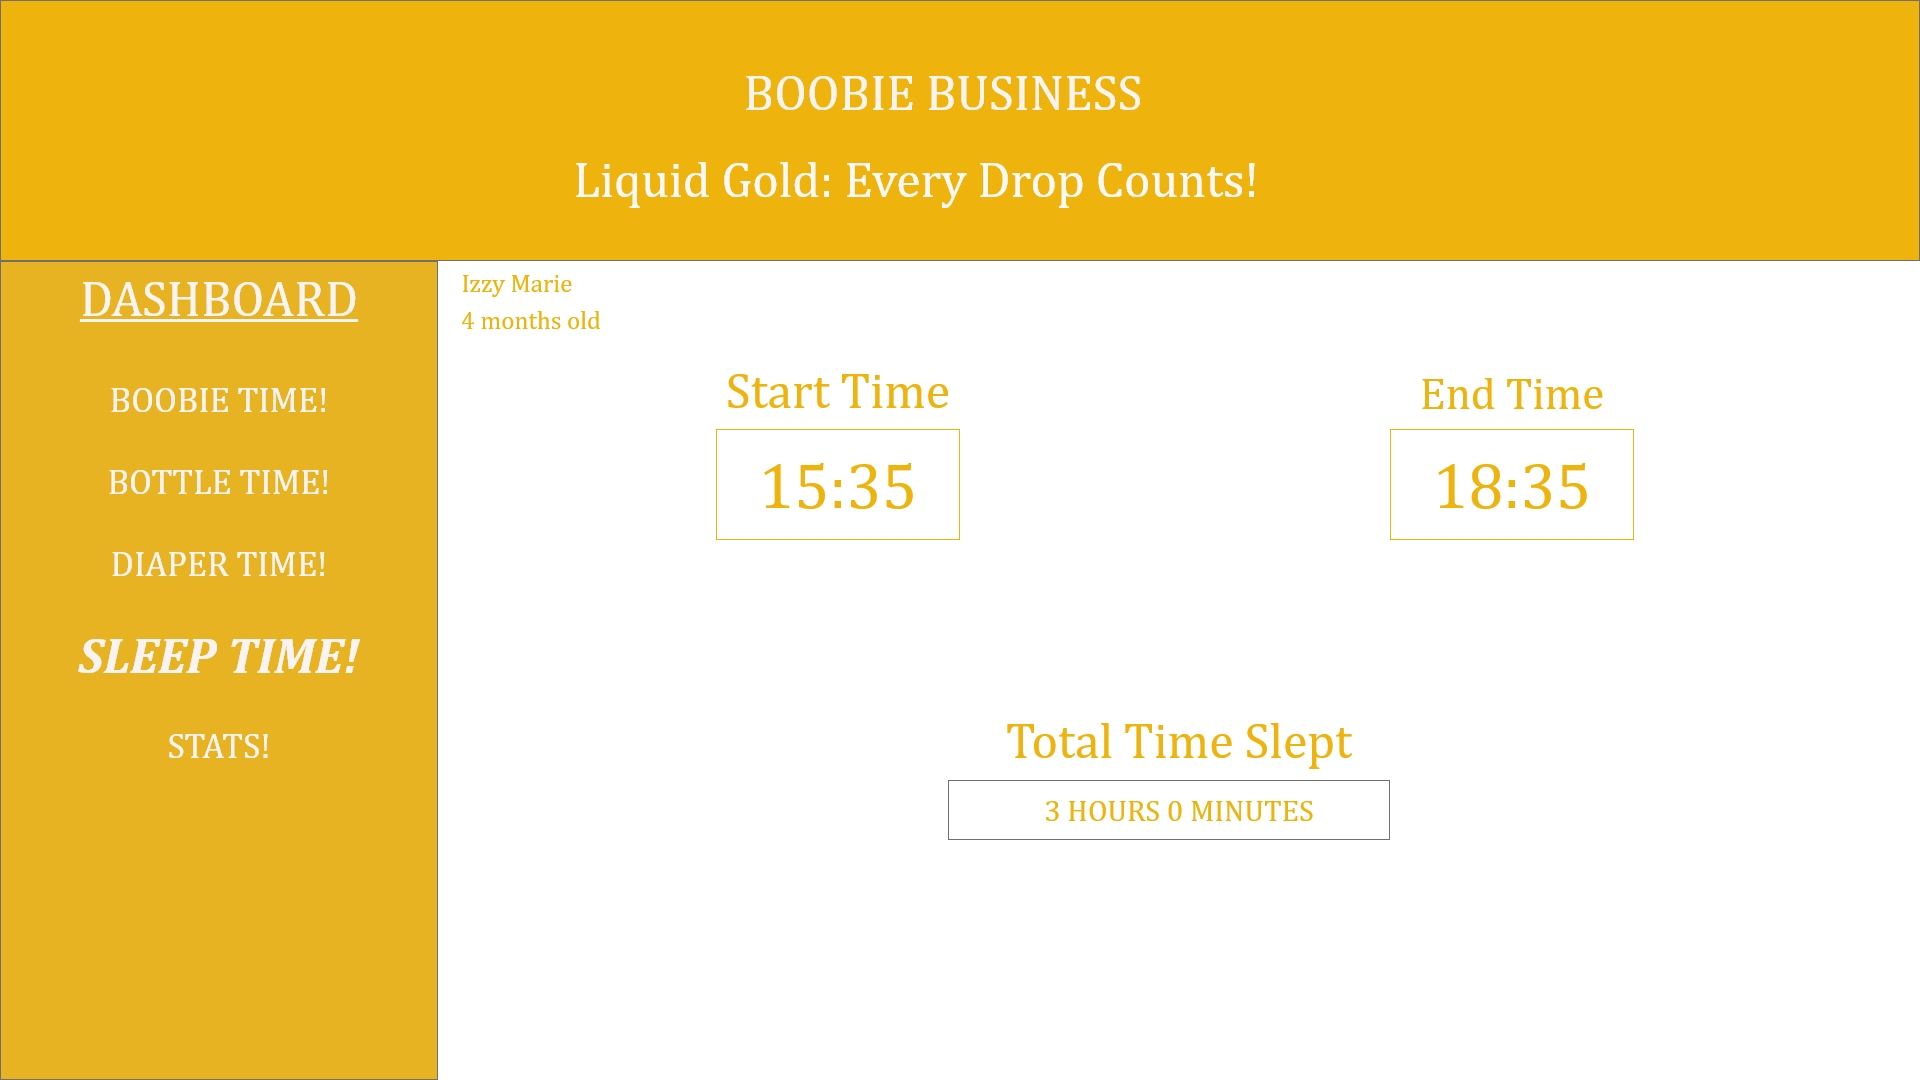 BOOBIE BUSINESS
Liquid Gold: Every Drop Counts!
DASHBOARD
BOOBIE TIME!
BOTTLE TIME!
DIAPER TIME!
SLEEP TIME!
STATS!
Izzy Marie
4 months old
Start Time
End Time
15:35
18:35
Total Time Slept
3 HOURS 0 MINUTES